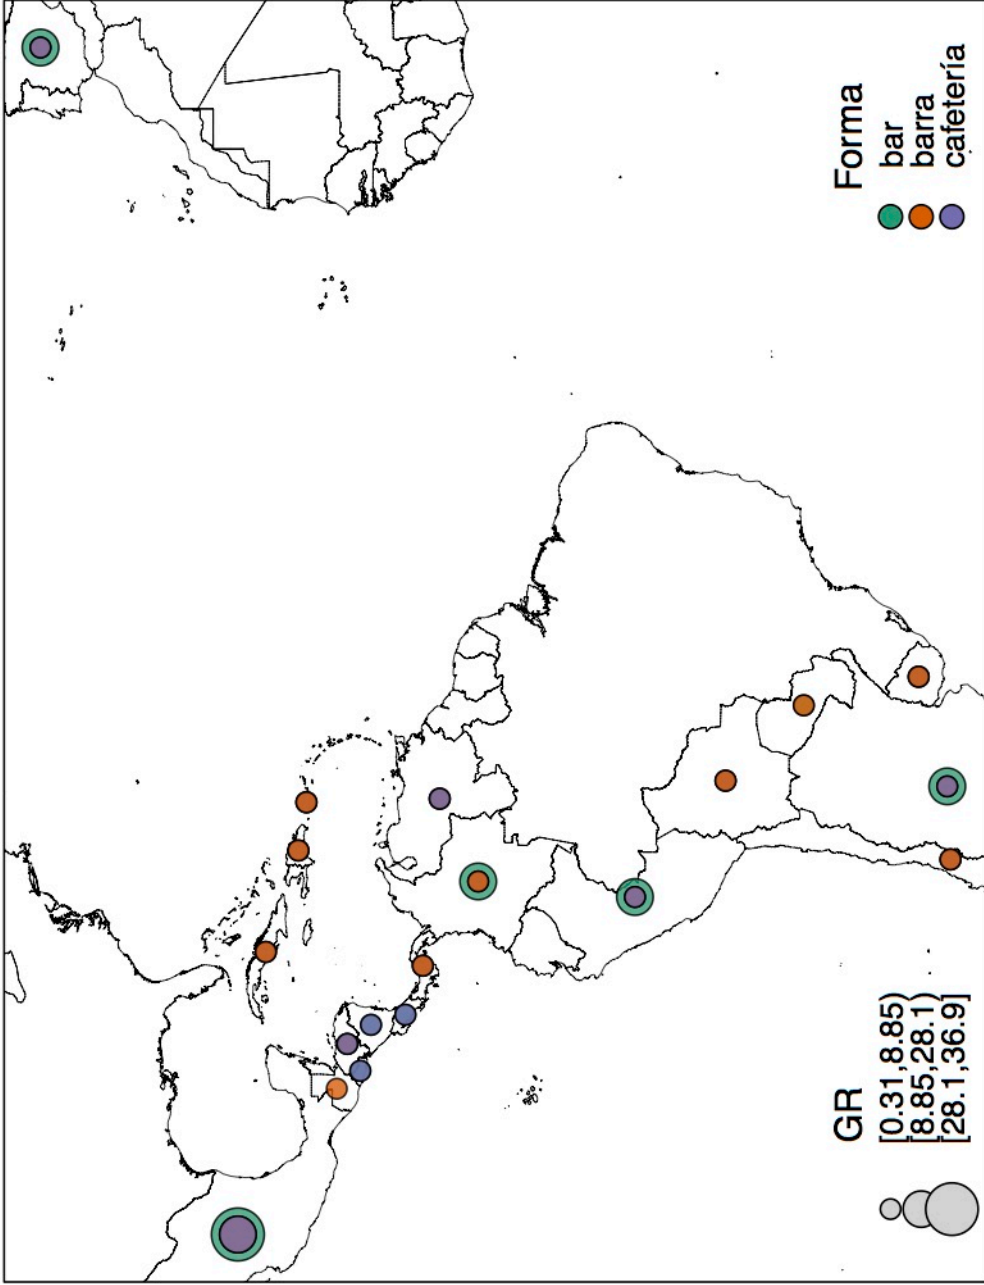 Forma
bar
barra
cafetería
GR
[0.31,8.85)
[8.85,28.1)
[28.1,36.9]